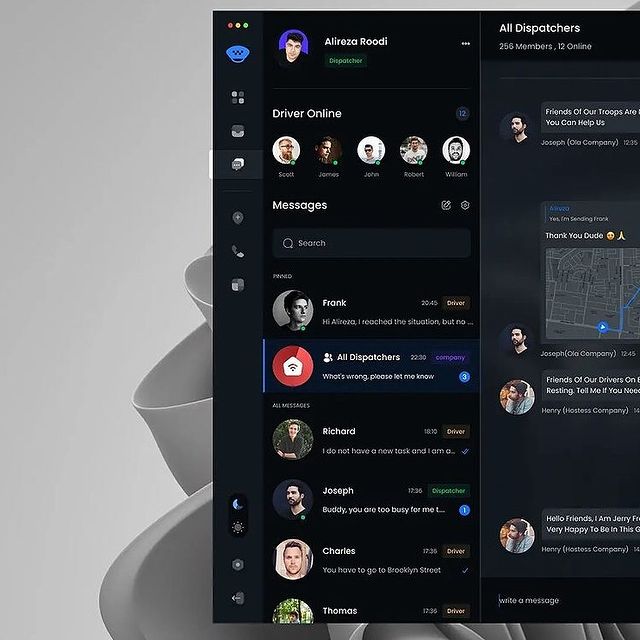 Alireza Roodi
Dispatcher
Driver Online
12
Scott
James
John
Robert
William
Messages
Search
PINNED
Frank
20:45
Driver
Hi Alireza, I reached the situation, but no ...
All Dispatchers
22:30
company
What's wrong, please let me know
3
ALL MESSAGES
Richard
18:10
Driver
I do not have a new task and I am a..
Joseph
17:36
Dispatcher
Buddy, you are too busy for me t...
1
Charles
17:36
Driver
You have to go to Brooklyn Street
Thomas
17:36
Driver
All Dispatchers
256 Members , 12 Online
Friends Of Our Troops Are
You Can Help Us
Joseph (Ola Company) 12:35
Alireza
Yes, I'm Sending Frank
Thank You Dude 😍🙏
Joseph(Ola Company) 12:45
Friends Of Our Drivers On
Resting. Tell Me If You Need
Henry (Hostess Company) 14
Hello Friends, I Am Jerry
Very Happy To Be In This
Henry (Hostess Company) 14
write a message